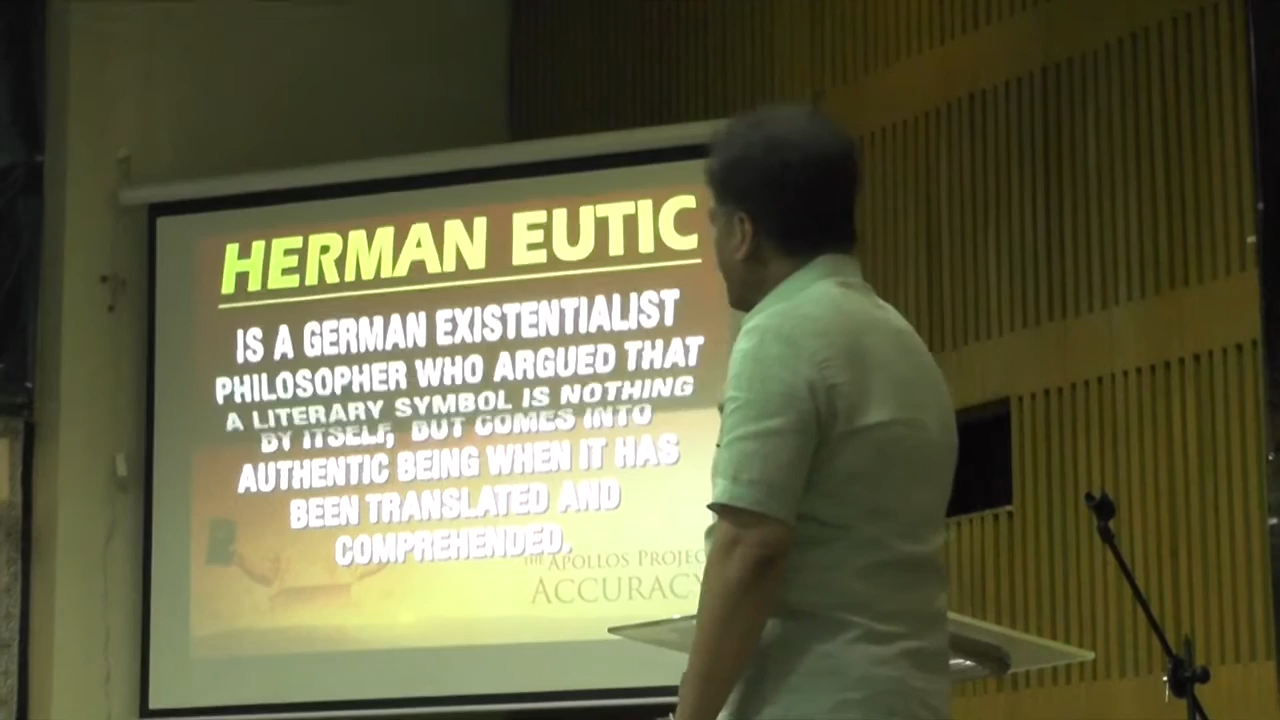 HERMAN EUTIC
IS A GERMAN EXISTENTIALIST
PHILOSOPHER WHO ARGUED THAT
A LITERARY SYMBOL IS NOTHING
BY ITSELF, BUT COMES INTO
AUTHENTIC BEING WHEN IT HAS
BEEN TRANSLATED AND
COMPREHENDED.
THE APOLLOS PROJEC
ACCURACY